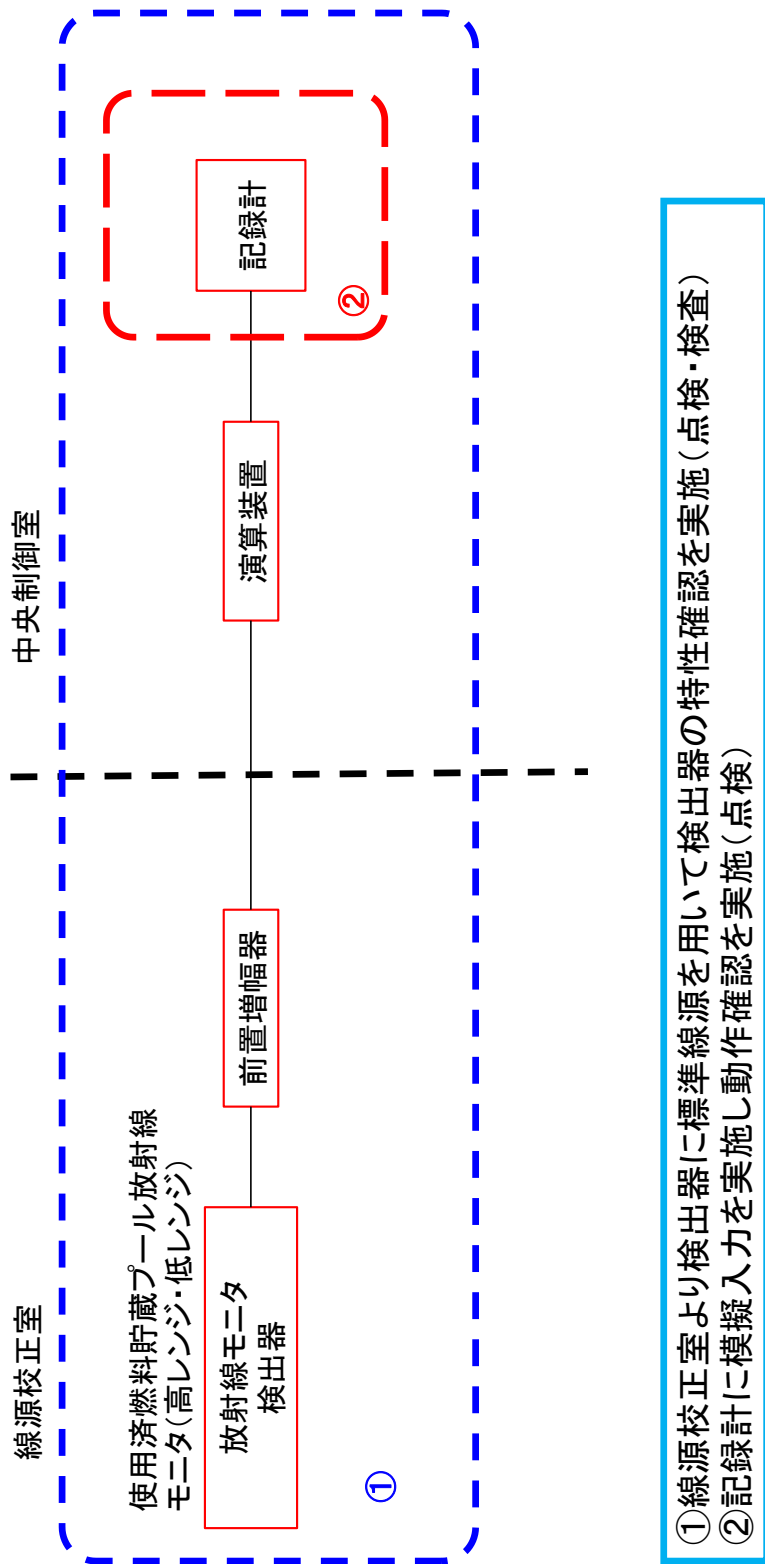 線源校正室
中央制御室
使用済燃料貯蔵プール放射線
モニタ(高レンジ・低レンジ)
放射線モニタ
検出器
前置増幅器
演算装置
記録計
①
②
①線源校正室より検出器に標準線源を用いて検出器の特性確認を実施(点検・検査)
②記録計に模擬入力を実施し動作確認を実施(点検)